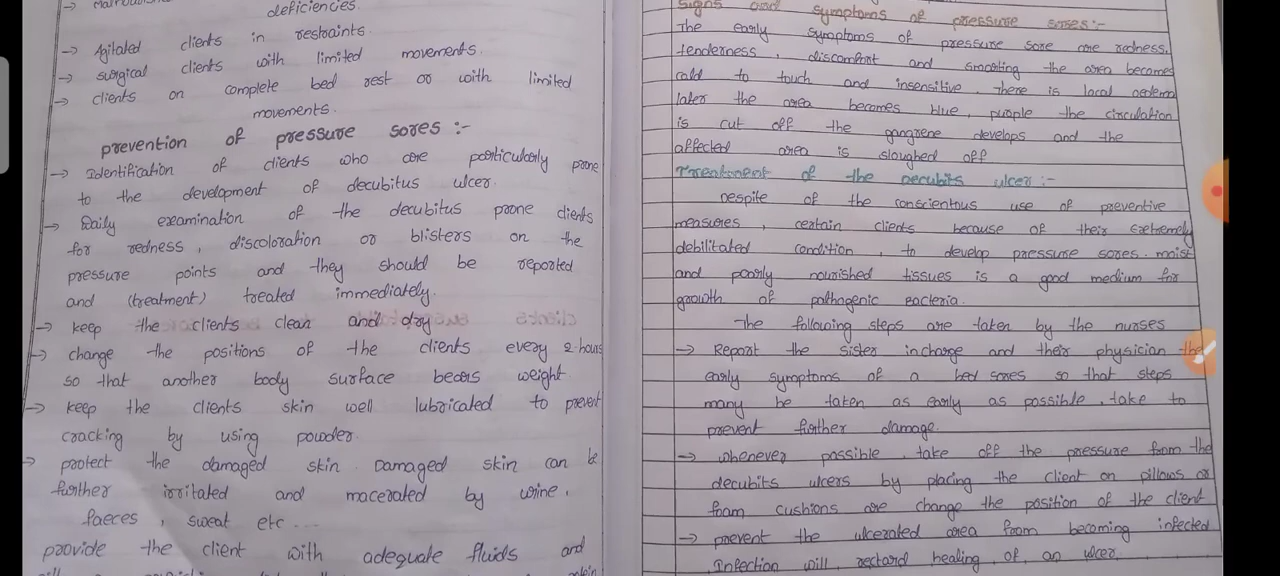 deficiencies.
→ Agitated clients in restraints.
→ surgical clients with limited movements.
→ clients on complete bed rest or with limited
movements.
prevention of pressure sores :-
→ Identification of clients who are particularly prone
to the development of decubitus ulcer.
→ Daily examination of the decubitus prone clients
for redness, discoloration or blisters on the
pressure points and they should be reported
and (treatment) treated immediately.
→ keep the clients clean and dry
→ change the positions of the clients every 2-hours
so that another body surface bears weight.
→ keep the clients skin well lubricated to prevent
cracking by using powder.
→ protect the damaged skin. Damaged skin can be
further irritated and macerated by urine,
faeces, sweat etc....
provide the client with adequate fluids and
Signs and symptoms of pressure sores:-
The early symptoms of pressure sore are redness,
tenderness, discomfort and smarting the area becomes
cold to touch and insensitive. There is local oedema
later the area becomes blue, purple the circulation
is cut off the gangrene develops and the
affected area is sloughed off
Treatment of the Decubits ulcer :-
Despite of the conscientous use of preventive
measures, certain clients because of their extremely
debilitated condition, to develop pressure sores. moist
and poorly nourished tissues is a good medium for
growth of pathogenic bacteria.
The following steps are taken by the nurses
→ Report the sister incharge and their physician the
early symptoms of a bed sores so that steps
many be taken as early as possible, take to
prevent further damage.
→ whenever possible, take off the pressure from the
decubits ulcers by placing the client on pillows or
foam cushions are change the position of the client
→ prevent the ulcerated area from becoming infected
Infection will rectard healing of an ulcer.